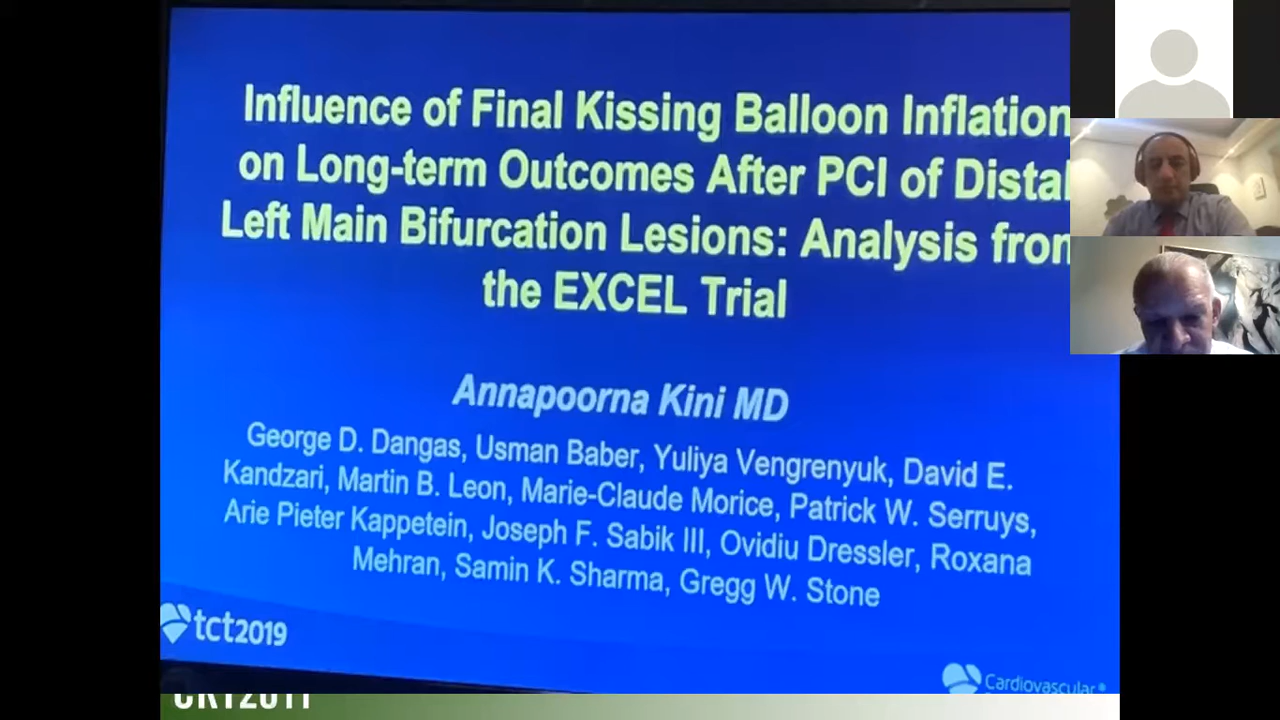 Influence of Final Kissing Balloon Inflation
on Long-term Outcomes After PCI of Distal
Left Main Bifurcation Lesions: Analysis from
the EXCEL Trial
Annapoorna Kini MD
George D. Dangas, Usman Baber, Yuliya Vengrenyuk, David E.
Kandzari, Martin B. Leon, Marie-Claude Morice, Patrick W. Serruys,
Arie Pieter Kappetein, Joseph F. Sabik III, Ovidiu Dressler, Roxana
Mehran, Samin K. Sharma, Gregg W. Stone
tct2019
Cardiovascular